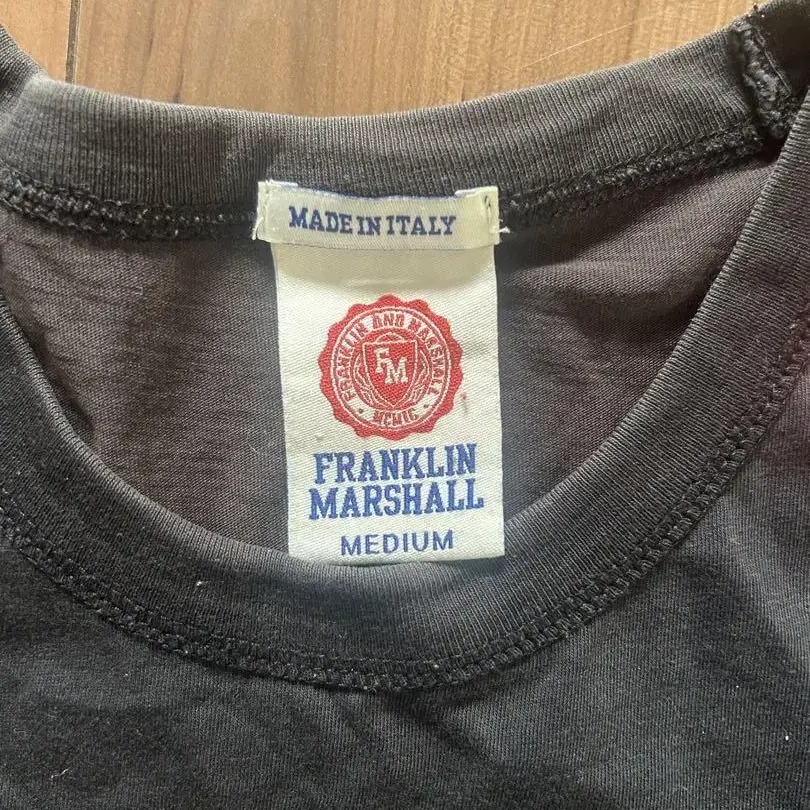 MADE IN ITALY
FRANKLIN AND MARSHALL
FM
MCMIC
FRANKLIN
MARSHALL
MEDIUM